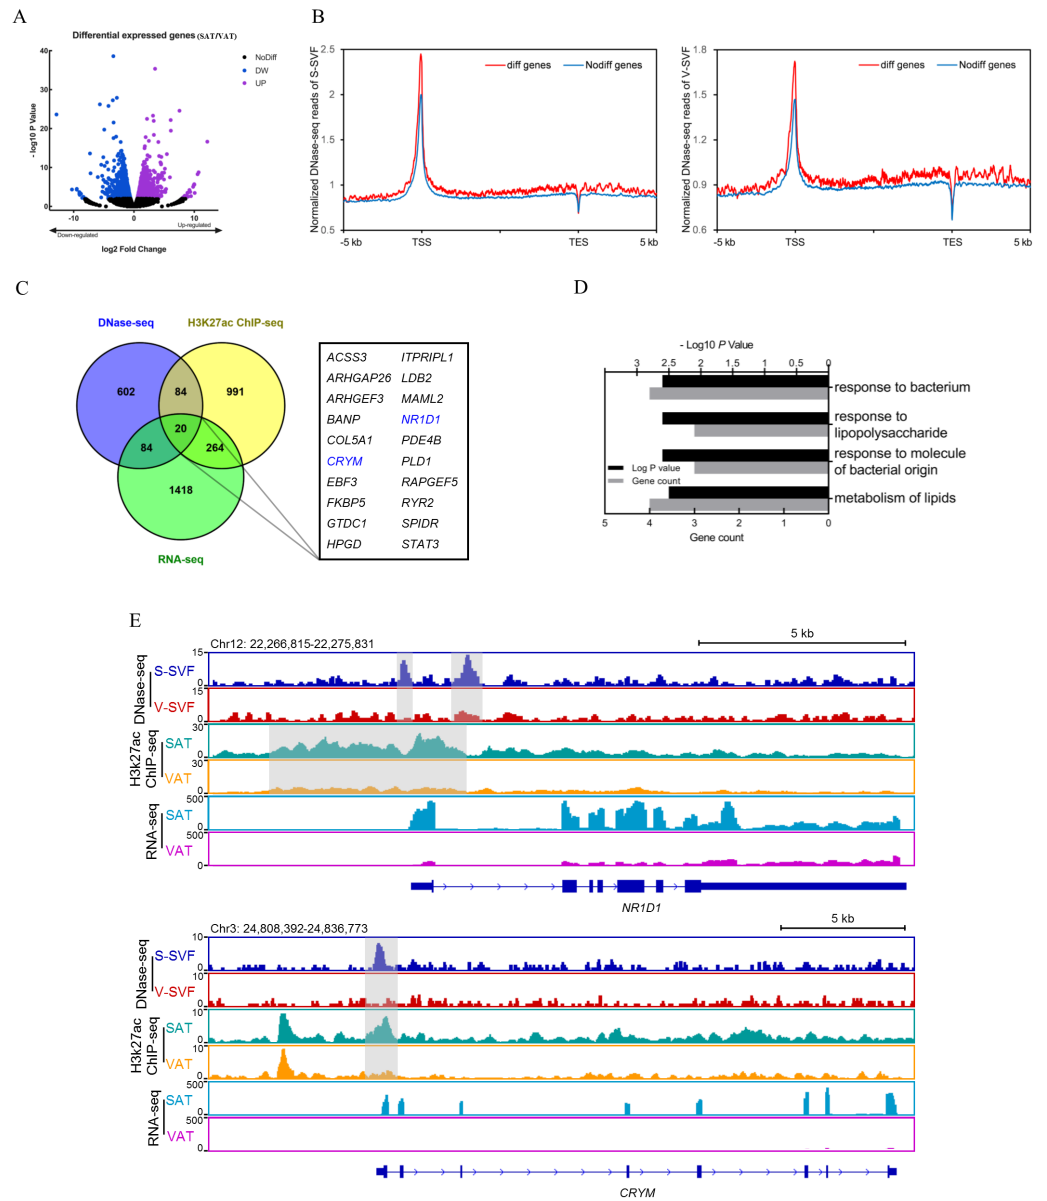 A
Differential expressed genes (SAT/VAT)
NoDiff
DW
UP
- log10 P Value
40
30
20
10
0
-10
0
10
Up-regulated
Down-regulated
log2 Fold Change
B
Normalized DNase-seq reads of S-SVF
2.5
2
1.5
1
0.5
diff genes
Nodiff genes
-5 kb
TSS
TES
5 kb
Normalized DNase-seq reads of V-SVF
1.8
1.5
1.2
0.9
0.6
diff genes
Nodiff genes
-5 kb
TSS
TES
5 kb
C
DNase-seq
H3K27ac ChIP-seq
602
84
991
20
84
264
1418
RNA-seq
ACSS3 ITPRIPL1
ARHGAP26 LDB2
ARHGEF3 MAML2
BANP NR1D1
COL5A1 PDE4B
CRYM PLD1
EBF3 RAPGEF5
FKBP5 RYR2
GTDC1 SPIDR
HPGD STAT3
D
- Log10 P Value
3 2.5 2 1.5 1 0.5 0
response to bacterium
response to
lipopolysaccharide
response to molecule
of bacterial origin
metabolism of lipids
Log P value
Gene count
5 4 3 2 1 0
Gene count
E
Chr12: 22,266,815-22,275,831
5 kb
DNase-seq
S-SVF
15
0
V-SVF
15
0
H3k27ac
ChIP-seq
SAT
30
0
VAT
30
0
RNA-seq
SAT
500
0
VAT
500
0
NR1D1
Chr3: 24,808,392-24,836,773
5 kb
DNase-seq
S-SVF
10
0
V-SVF
10
0
H3k27ac
ChIP-seq
SAT
10
0
VAT
10
0
RNA-seq
SAT
500
0
VAT
500
0
CRYM